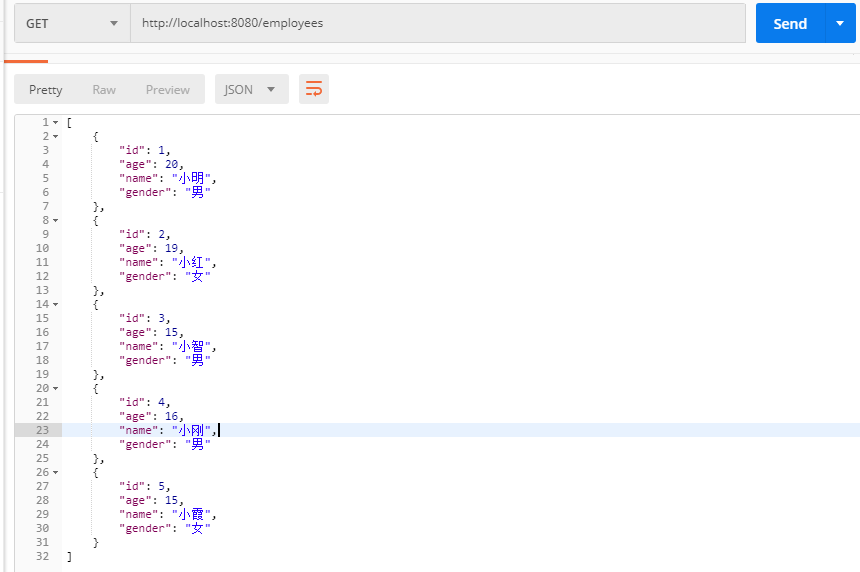 GET http://localhost:8080/employees Send
Pretty Raw Preview JSON
1 [
2 {
3 "id": 1,
4 "age": 20,
5 "name": "小明",
6 "gender": "男"
7 },
8 {
9 "id": 2,
10 "age": 19,
11 "name": "小红",
12 "gender": "女"
13 },
14 {
15 "id": 3,
16 "age": 15,
17 "name": "小智",
18 "gender": "男"
19 },
20 {
21 "id": 4,
22 "age": 16,
23 "name": "小刚",
24 "gender": "男"
25 },
26 {
27 "id": 5,
28 "age": 15,
29 "name": "小霞",
30 "gender": "女"
31 }
32 ]